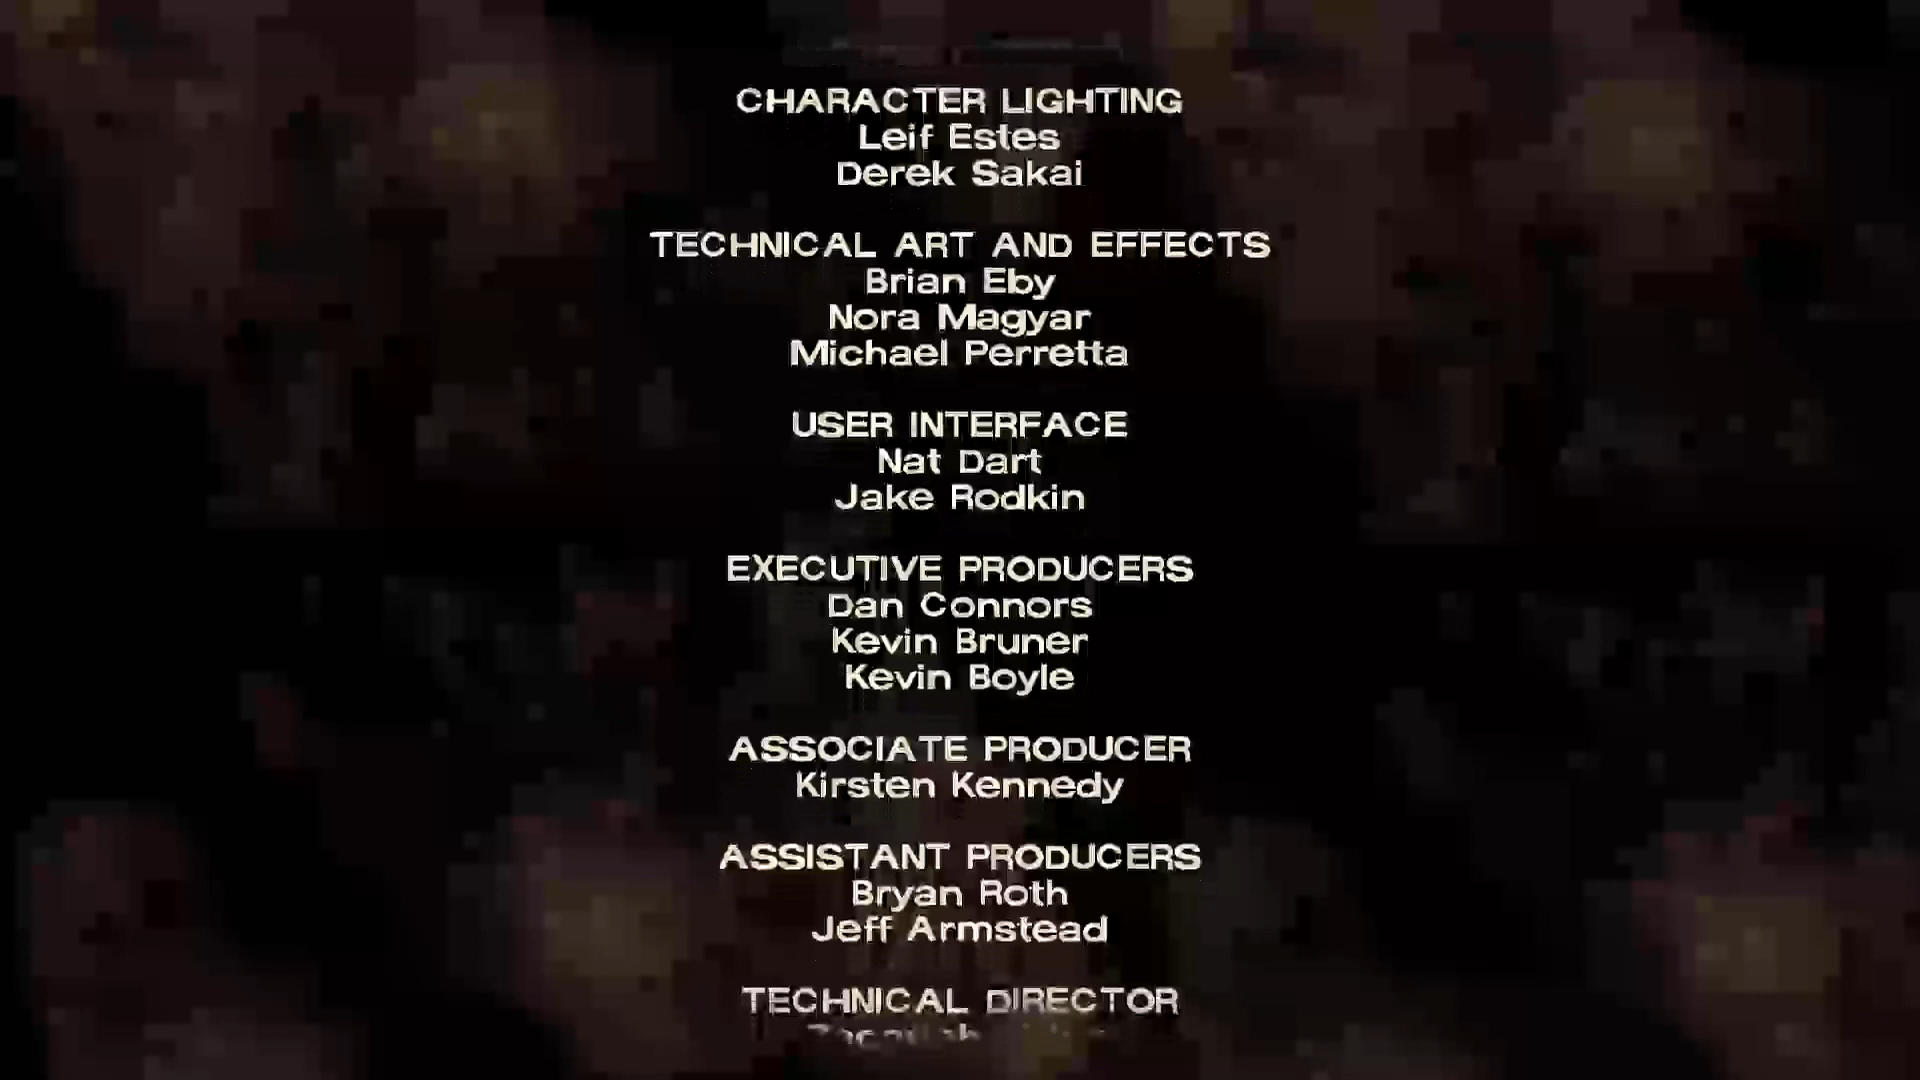 CHARACTER LIGHTING
Leif Estes
Derek Sakai
TECHNICAL ART AND EFFECTS
Brian Eby
Nora Magyar
Michael Perretta
USER INTERFACE
Nat Dart
Jake Rodkin
EXECUTIVE PRODUCERS
Dan Connors
Kevin Bruner
Kevin Boyle
ASSOCIATE PRODUCER
Kirsten Kennedy
ASSISTANT PRODUCERS
Bryan Roth
Jeff Armstead
TECHNICAL DIRECTOR